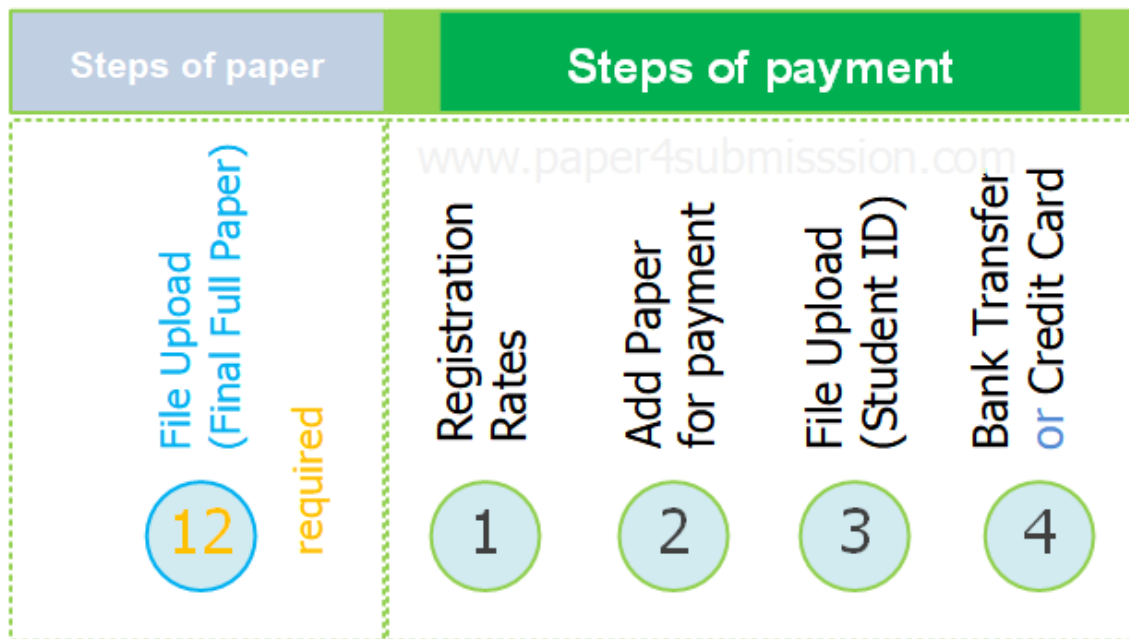 Steps of paper
Steps of payment
www.paper4submisssion.com
File Upload
(Final Full Paper)
12
required
Registration
Rates
1
Add Paper
for payment
2
File Upload
(Student ID)
3
Bank Transfer
or Credit Card
4